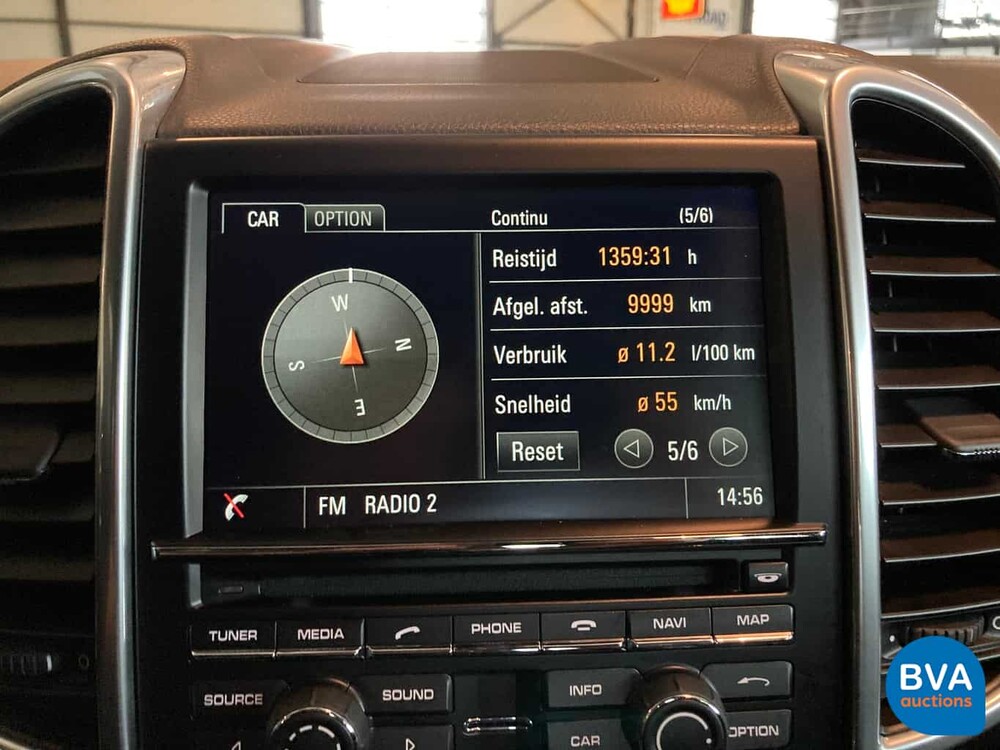 CAR OPTION Continu (5/6)
Reistijd 1359:31 h
Afgel. afst. 9999 km
Verbruik ø 11.2 l/100 km
Snelheid ø 55 km/h
Reset 5/6
W
N
S
E
FM RADIO 2 14:56
TUNER MEDIA PHONE NAVI MAP
SOURCE SOUND INFO
CAR OPTION
BVA
auctions